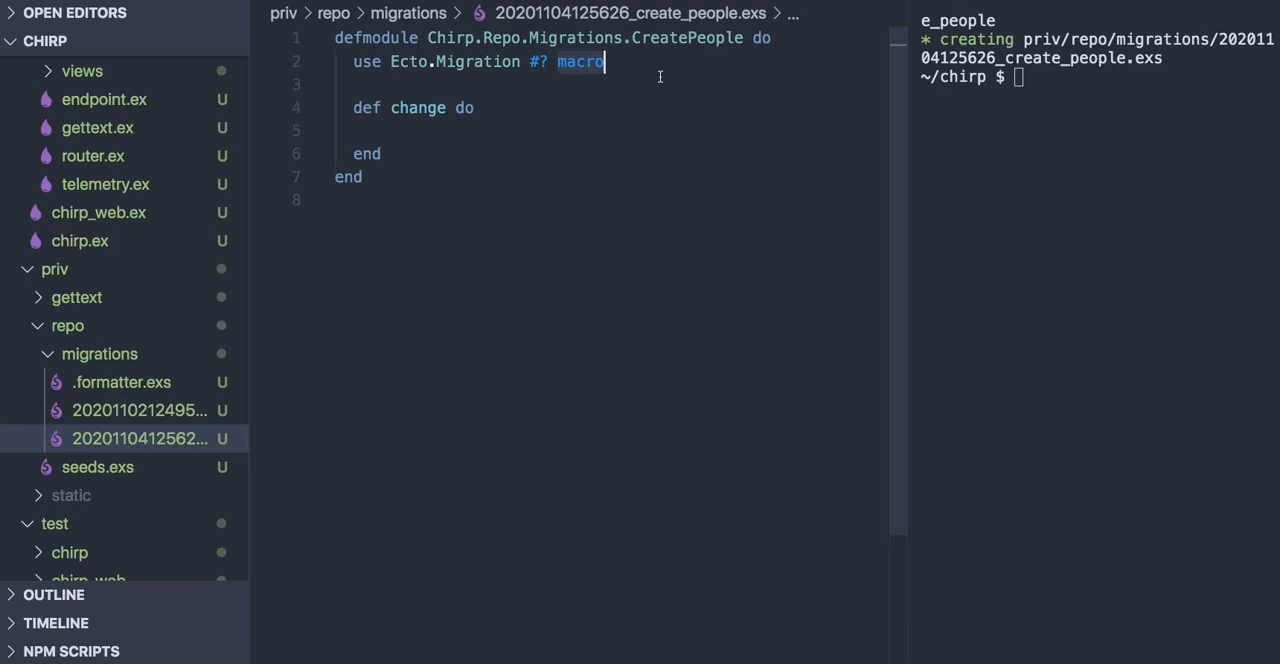 OPEN EDITORS
CHIRP
views
endpoint.ex U
gettext.ex U
router.ex U
telemetry.ex U
chirp_web.ex U
chirp.ex U
priv
gettext
repo
migrations
.formatter.exs U
2020110212495... U
2020110412562... U
seeds.exs U
static
test
chirp
chirp_web
OUTLINE
TIMELINE
NPM SCRIPTS
priv > repo > migrations > 20201104125626_create_people.exs > ...
1 defmodule Chirp.Repo.Migrations.CreatePeople do
2 use Ecto.Migration #? macro
3
4 def change do
5
6 end
7 end
8
e_people
* creating priv/repo/migrations/202011
04125626_create_people.exs
~/chirp $